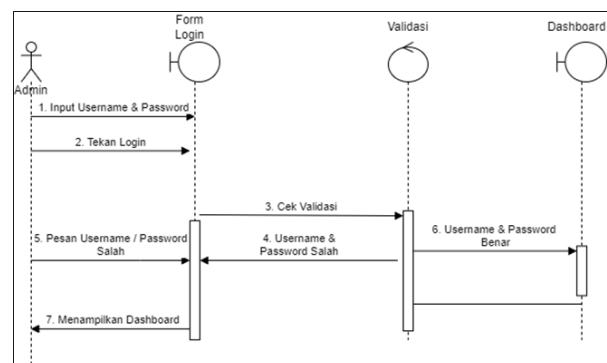 Form
Login
Validasi
Dashboard
Admin
1. Input Username & Password
2. Tekan Login
3. Cek Validasi
4. Username &
Password Salah
5. Pesan Username / Password
Salah
6. Username & Password
Benar
7. Menampilkan Dashboard